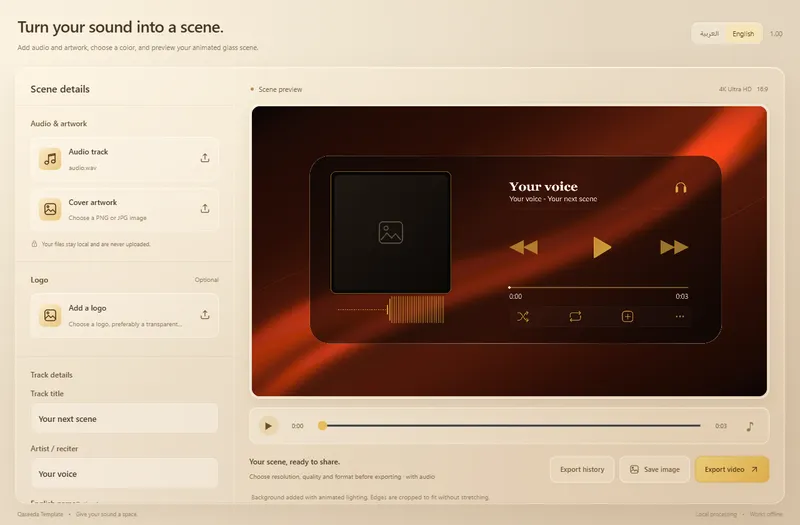 Turn your sound into a scene.
Add audio and artwork, choose a color, and preview your animated glass scene.
العربية
English
1.00
Scene details
Audio & artwork
Audio track
audio.wav
Cover artwork
Choose a PNG or JPG image
Your files stay local and are never uploaded.
Logo
Optional
Add a logo
Choose a logo, preferably a transparent...
Track details
Track title
Your next scene
Artist / reciter
Your voice
Scene preview
4K Ultra HD 16:9
Your voice
Your voice - Your next scene
0:00
0:03
0:00
0:03
Your scene, ready to share.
Choose resolution, quality and format before exporting · with audio
Export history
Save image
Export video
Background added with animated lighting. Edges are cropped to fit without stretching.
Template • Give your sound a space.
Local processing • Works offline